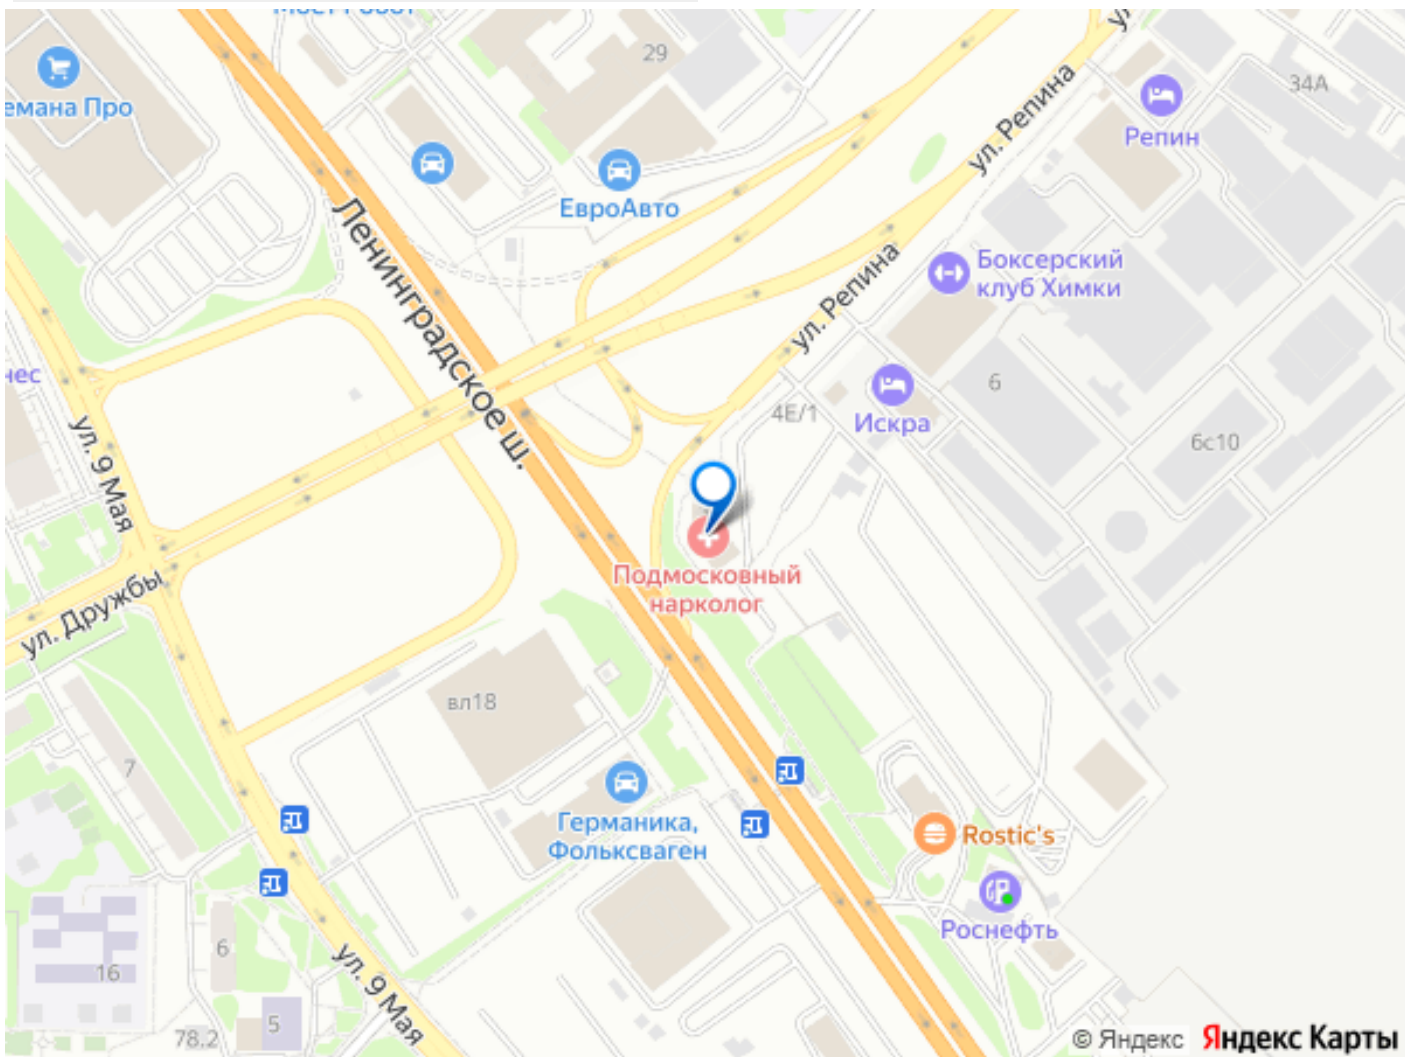 29
34А
емана Про
ул. Репина
Репин
ЕвроАвто
Ленинградское ш.
Боксерский
клуб Химки
ул. Репина
нес
6
4Е/1
Искра
6с10
ул. 9 Мая
Подмосковный
нарколог
ул. Дружбы
вл18
7
Германика,
Фольксваген
Rostic's
Роснефть
6
16
ул. 9 Мая
5
78.2
© Яндекс Яндекс Карты